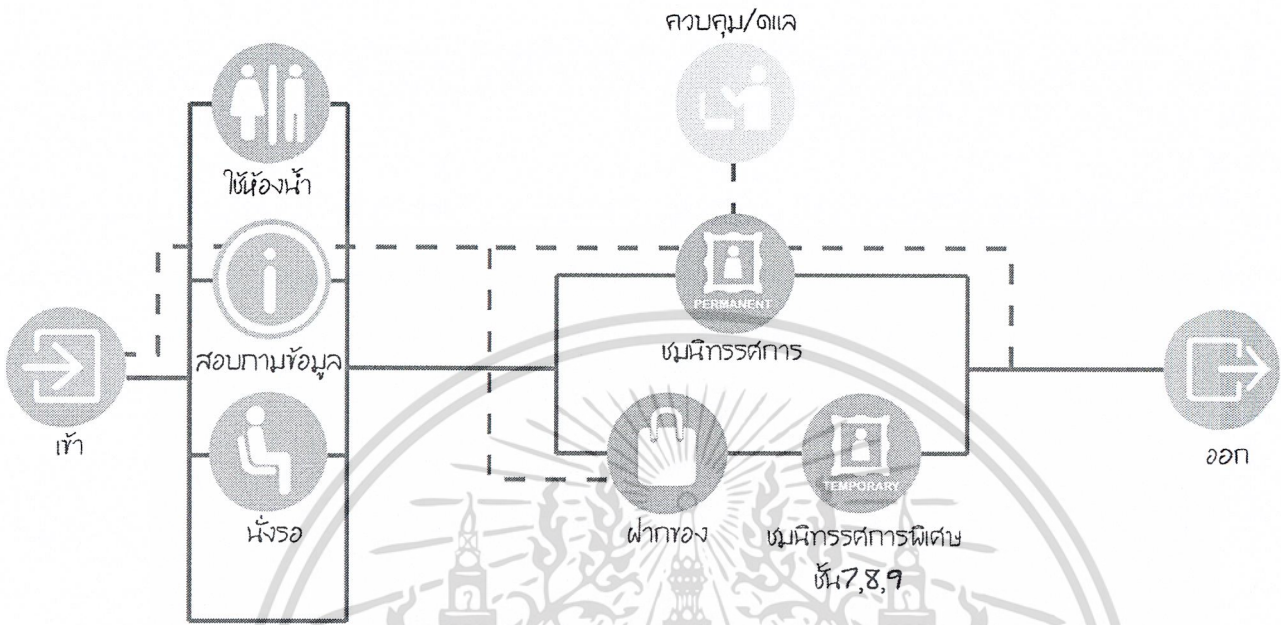 ควบคุม/ดูแล
ใช้ห้องน้ำ
PERMANENT
สอบถามข้อมูล
ชมนิทรรศการ
เข้า
ออก
TEMPORARY
นั่งรอ
ฝากของ
ชมนิทรรศการพิเศษ
ชั้น7,8,9